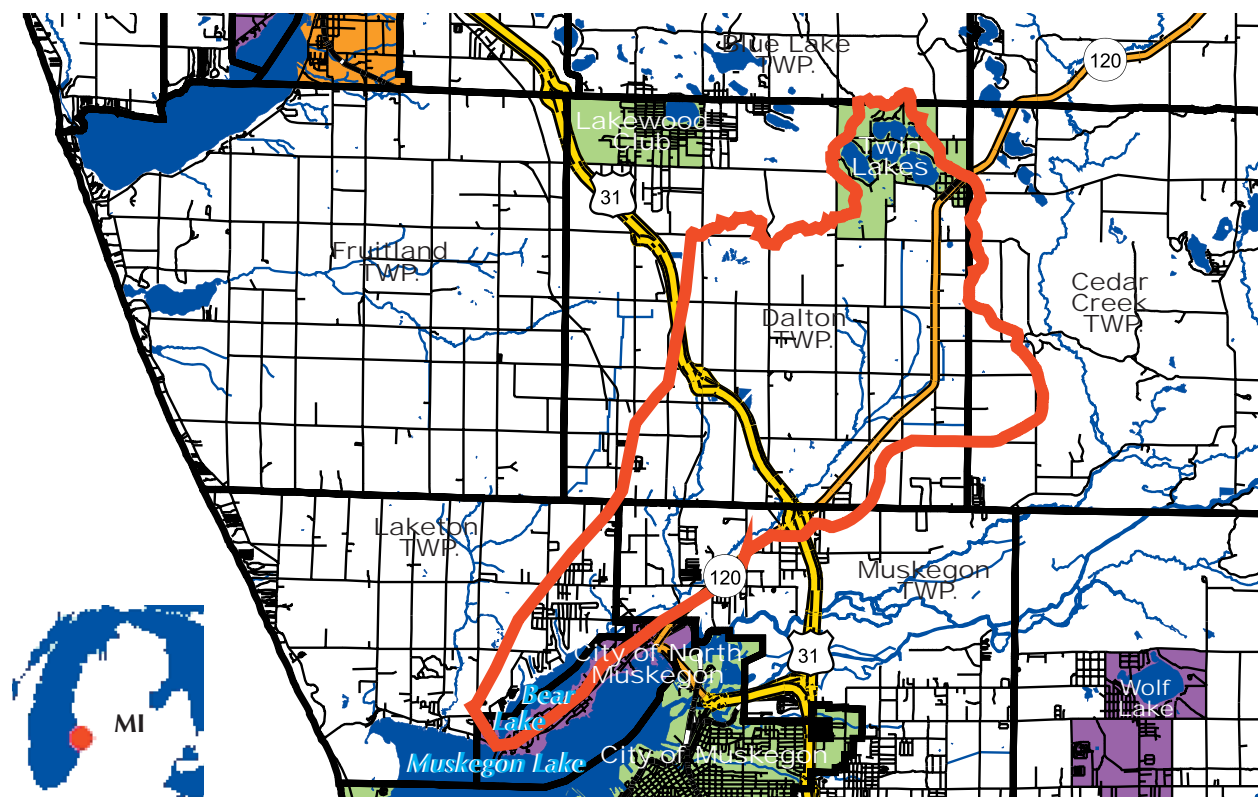 Blue Lake
TWP.
120
Lakewood
Club
Twin
Lakes
31
Fruitland
TWP.
Cedar
Creek
TWP.
Dalton
TWP.
Laketon
TWP.
120
Muskegon
TWP.
City of North
Muskegon
31
Bear
Lake
Wolf
Lake
MI
City of Muskegon
Muskegon Lake